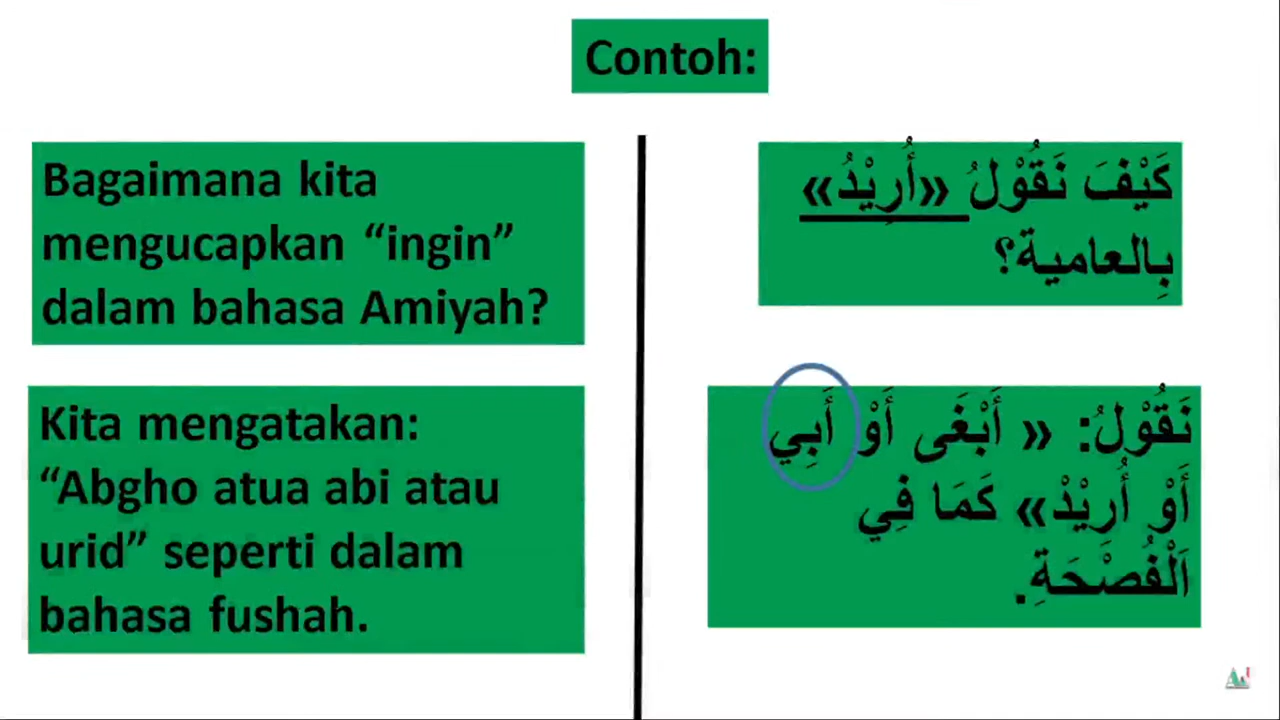 Contoh:
Bagaimana kita
mengucapkan “ingin”
dalam bahasa Amiyah?
كَيْفَ نَقُوْلُ «أُرِيْدُ»
بِالعامية؟
Kita mengatakan:
“Abgho atua abi atau
urid” seperti dalam
bahasa fushah.
نَقُوْلُ: « أَبْغَى أَوْ أَبِي
أَوْ أُرِيْدْ» كَمَا فِي
اَلْفُصْحَةِ.